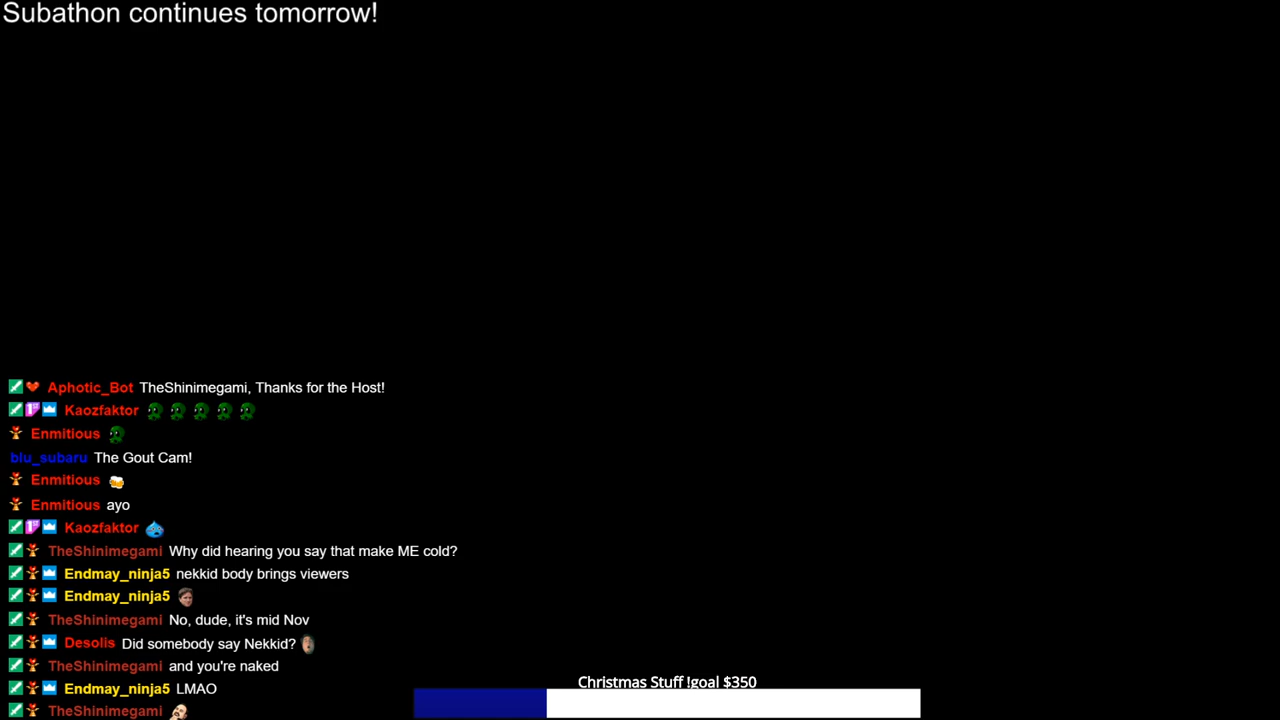 Subathon continues tomorrow!
Aphotic_Bot TheShinimegami, Thanks for the Host!
Kaozfaktor
Enmitious
blu_subaru The Gout Cam!
Enmitious
Enmitious ayo
Kaozfaktor
TheShinimegami Why did hearing you say that make ME cold?
Endmay_ninja5 nekkid body brings viewers
Endmay_ninja5
TheShinimegami No, dude, it's mid Nov
Desolis Did somebody say Nekkid?
TheShinimegami and you're naked
Endmay_ninja5 LMAO
TheShinimegami
Christmas Stuff !goal $350